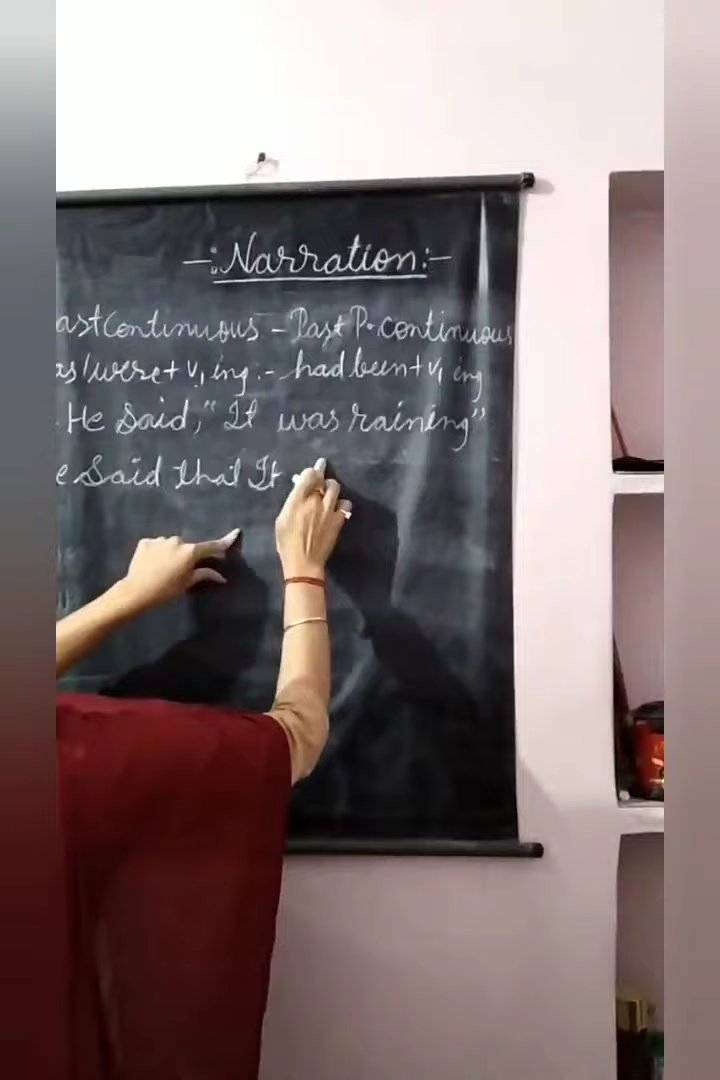 -: Narration :-
ast Continuous - Past P. continuous
as/were + V1 ing. - had been + V1 ing
He Said, "It was raining"
e Said that It